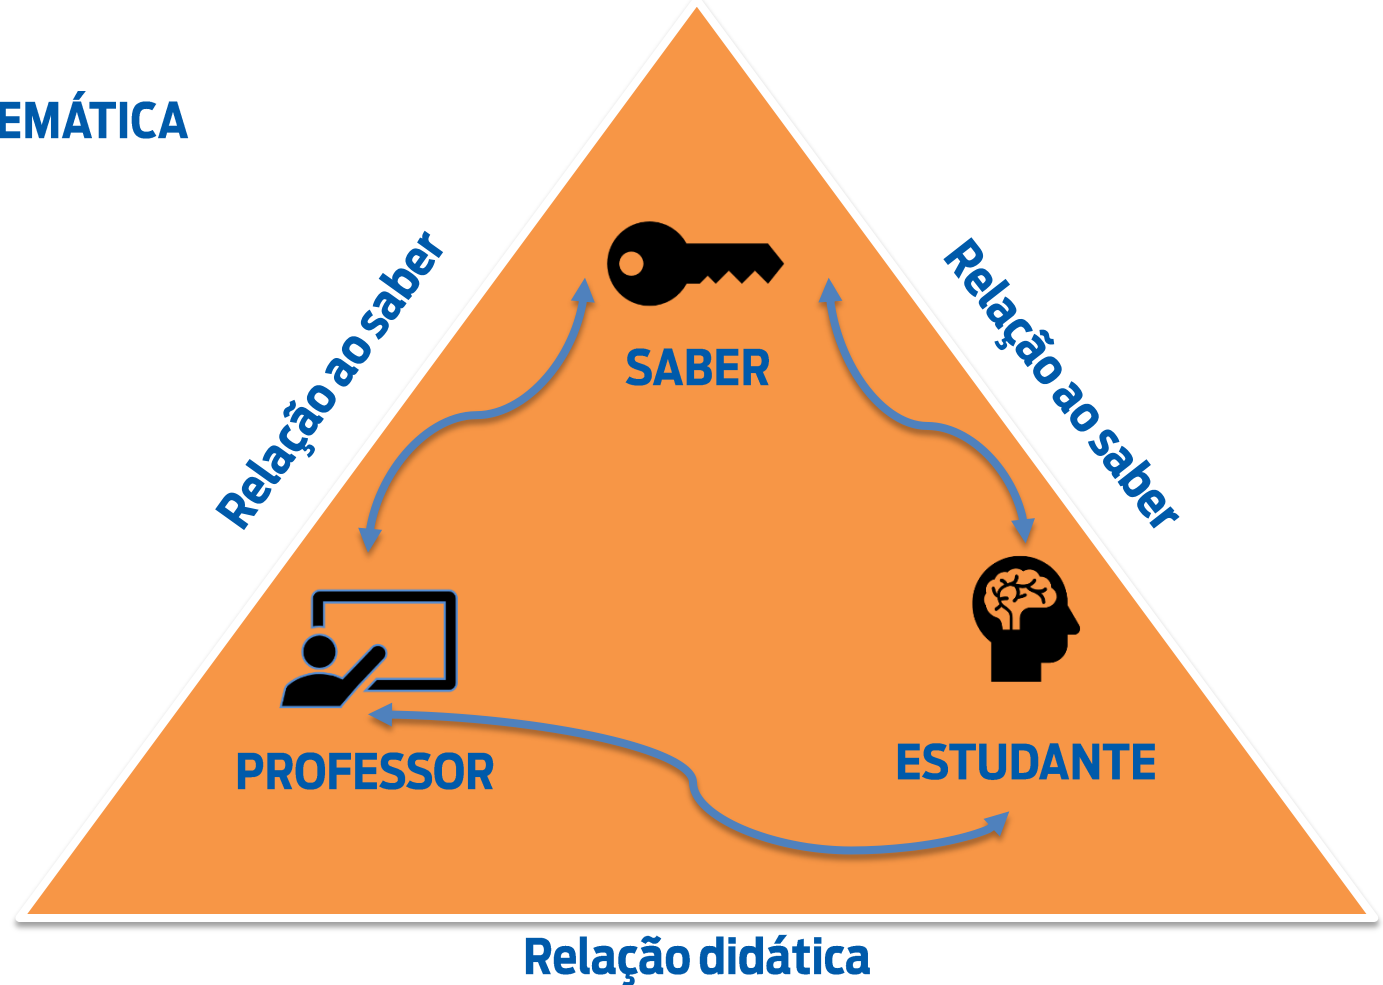 EMÁTICA
Relação ao saber
Relação ao saber
SABER
PROFESSOR
ESTUDANTE
Relação didática